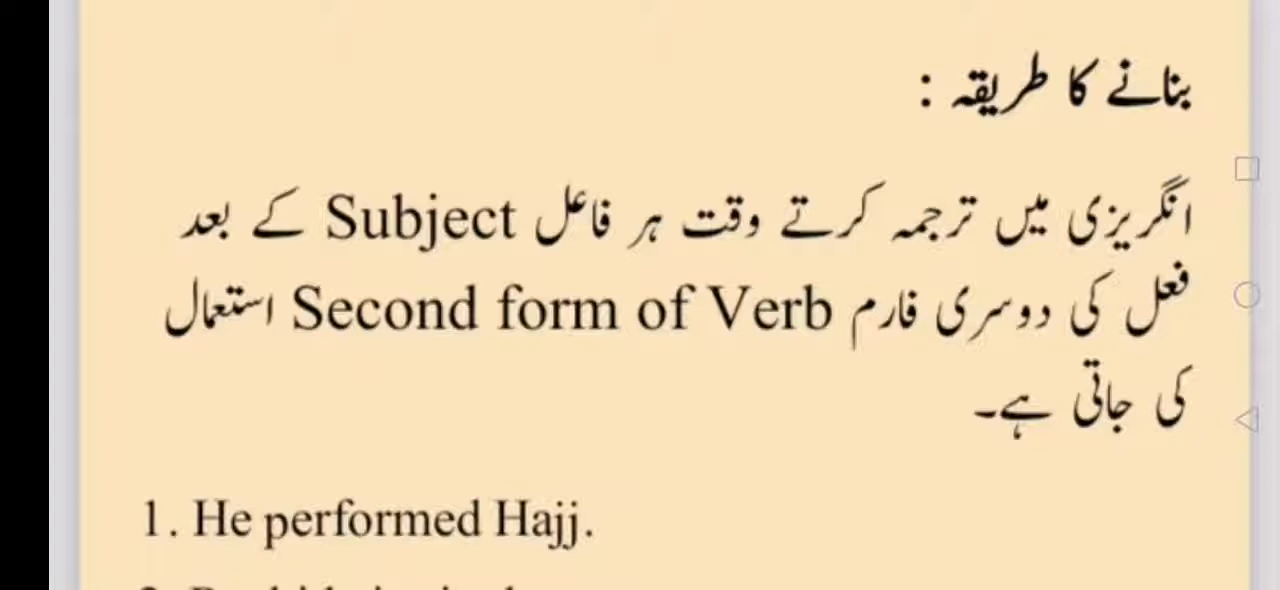 بنانے کا طریقہ :
انگریزی میں ترجمہ کرتے وقت ہر فاعل Subject کے بعد
فعل کی دوسری فارم Second form of Verb استعمال
کی جاتی ہے۔
1. He performed Hajj.